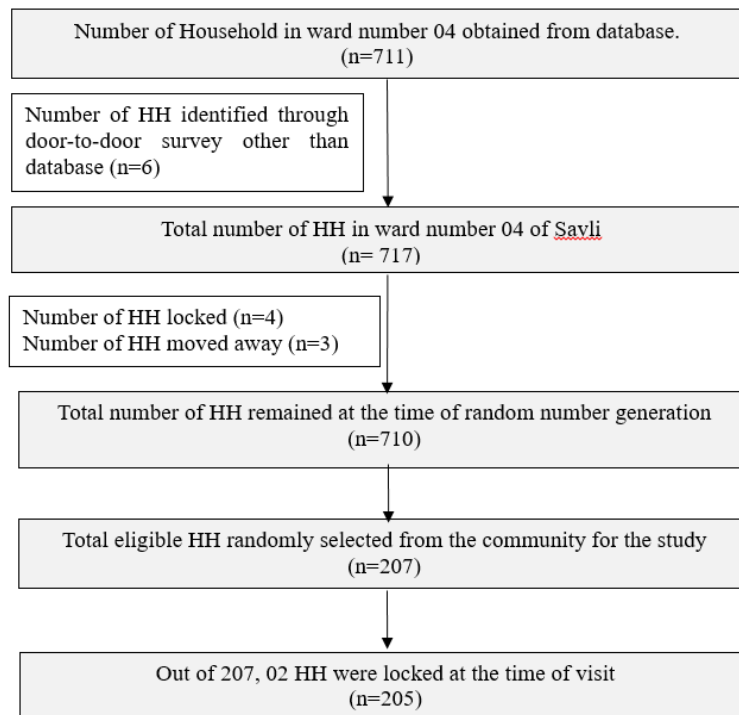 Number of Household in ward number 04 obtained from database.
(n=711)
Number of HH identified through
door-to-door survey other than
database (n=6)
Total number of HH in ward number 04 of Savli
(n= 717)
Number of HH locked (n=4)
Number of HH moved away (n=3)
Total number of HH remained at the time of random number generation
(n=710)
Total eligible HH randomly selected from the community for the study
(n=207)
Out of 207, 02 HH were locked at the time of visit
(n=205)